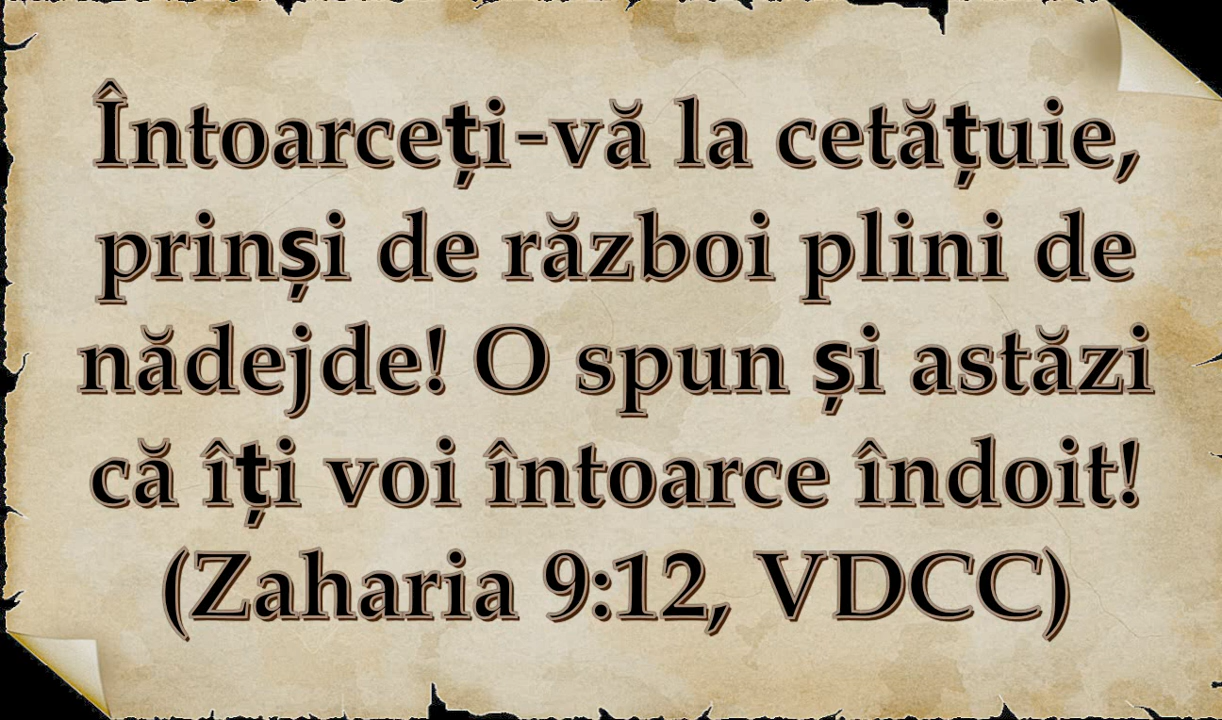 Întoarceți-vă la cetățuie,
prinși de război plini de
nădejde! O spun și astăzi
că îți voi întoarce îndoit!
(Zaharia 9:12, VDCC)